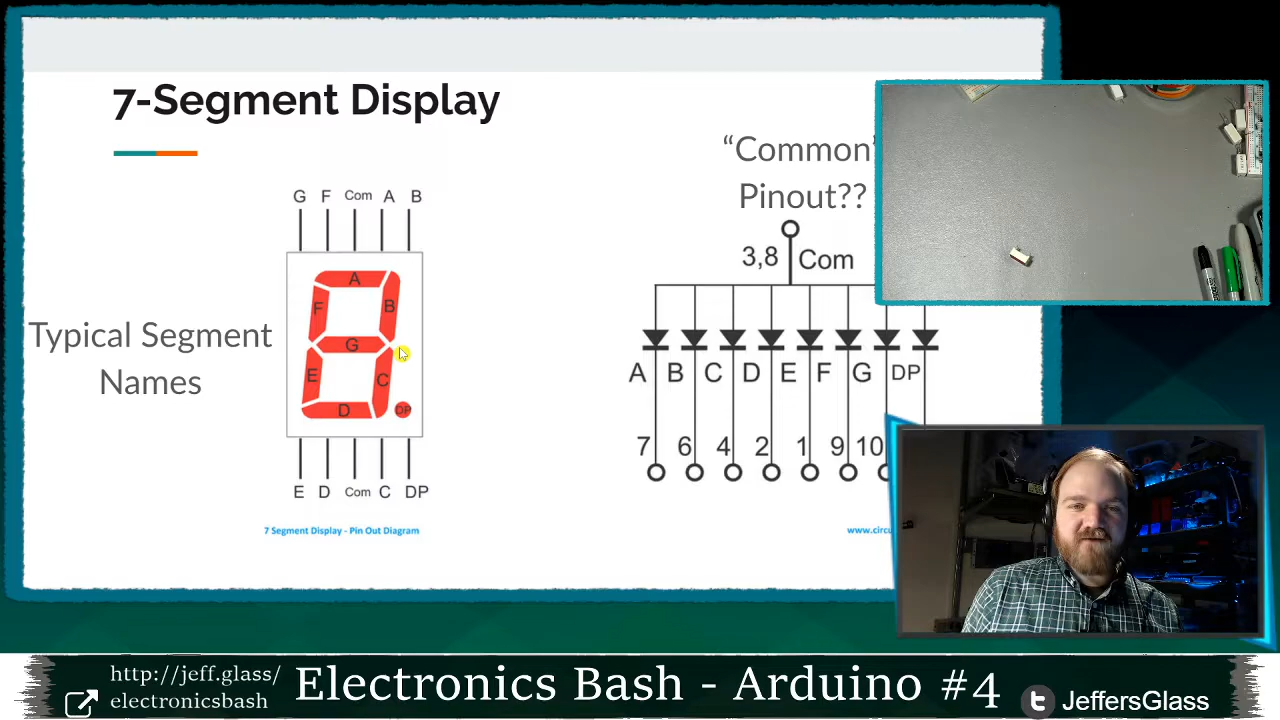 7-Segment Display
"Common"
Pinout??
G F Com A B
3,8 Com
A
F B
G
E C
D DP
Typical Segment
Names
A B C D E F G DP
7 6 4 2 1 9 10
E D Com C DP
7 Segment Display - Pin Out Diagram
http://jeff.glass/
electronicsbash
Electronics Bash - Arduino #4
JeffersGlass